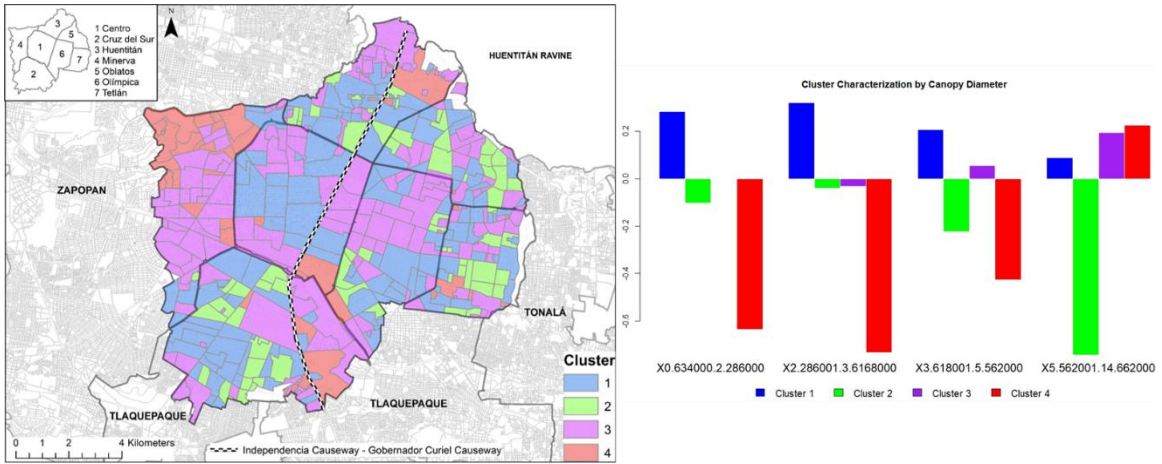 3
5
4
1
6
7
2
1 Centro
2 Cruz del Sur
3 Huentitán
4 Minerva
5 Oblatos
6 Olímpica
7 Tetlán
N
HUENTITÁN RAVINE
ZAPOPAN
TONALÁ
TLAQUEPAQUE
TLAQUEPAQUE
0 1 2 4 Kilometers
Independencia Causeway - Gobernador Curiel Causeway
Cluster
1
2
3
4
Cluster Characterization by Canopy Diameter
0.2
0.0
-0.2
-0.4
-0.6
X0.634000.2.286000
X2.286001.3.6168000
X3.618001.5.562000
X5.562001.14.662000
Cluster 1
Cluster 2
Cluster 3
Cluster 4